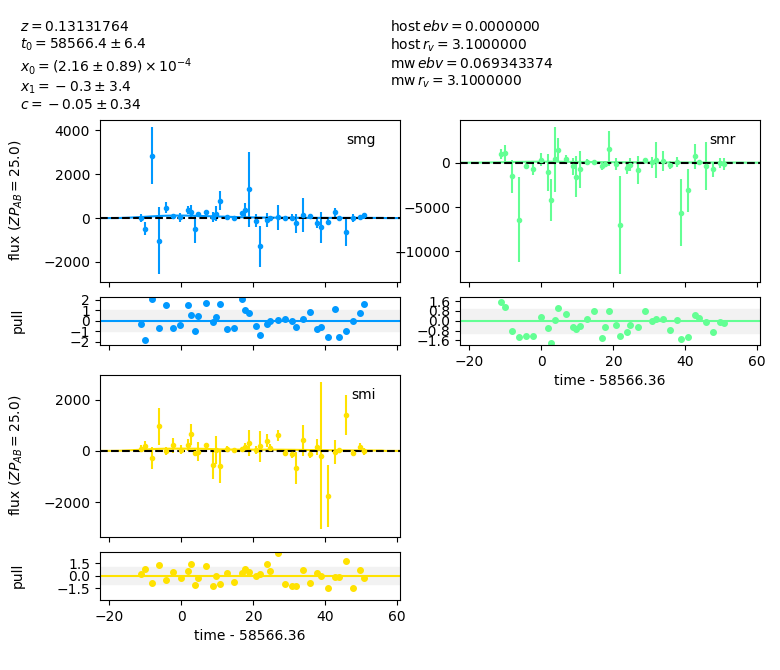 z = 0.13131764
t₀ = 58566.4 ± 6.4
x₀ = (2.16 ± 0.89) × 10⁻⁴
x₁ = −0.3 ± 3.4
c = −0.05 ± 0.34
host ebv = 0.0000000
host r_v = 3.1000000
mw ebv = 0.069343374
mw r_v = 3.1000000
smg
4000
2000
0
−2000
flux (ZP_AB = 25.0)
2
1
0
−1
−2
pull
smr
0
−5000
−10000
1.6
0.8
0.0
−0.8
−1.6
−20
0
20
40
60
time - 58566.36
smi
2000
0
−2000
flux (ZP_AB = 25.0)
1.5
0.0
−1.5
pull
−20
0
20
40
60
time - 58566.36